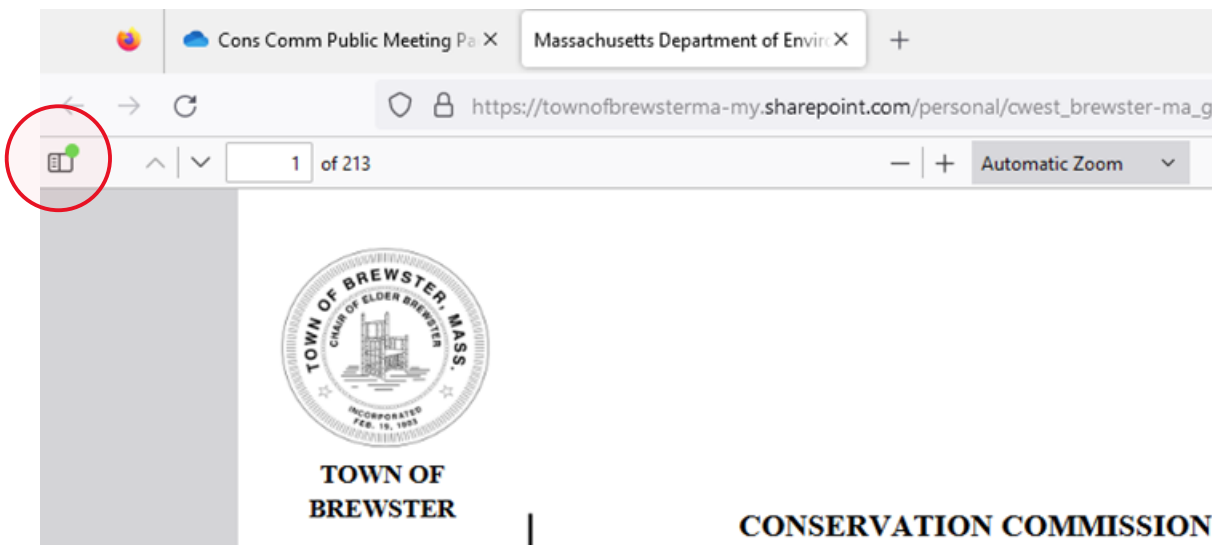 Cons Comm Public Meeting Pa
Massachusetts Department of Enviro
https://townofbrewsterma-my.sharepoint.com/personal/cwest_brewster-ma_g
1 of 213
Automatic Zoom
TOWN OF BREWSTER, MASS.
CHAIR OF ELDER BREWSTER
INCORPORATED
FEB. 19, 1803
TOWN OF
BREWSTER
CONSERVATION COMMISSION